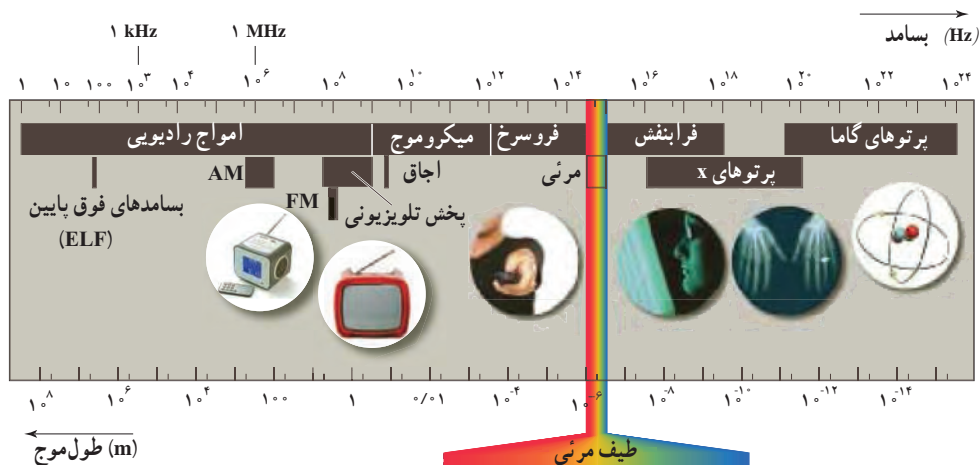 ۱ kHz ۱ MHz بسامد (Hz)
۱ ۱۰ ۱۰۰ ۱۰^۳ ۱۰^۴ ۱۰^۶ ۱۰^۸ ۱۰^۱۰ ۱۰^۱۲ ۱۰^۱۴ ۱۰^۱۶ ۱۰^۱۸ ۱۰^۲۰ ۱۰^۲۲ ۱۰^۲۴
امواج رادیویی میکروموج فروسرخ فرابنفش پرتوهای گاما
AM اجاق مرئی پرتوهای x
FM پخش تلویزیونی
بسامدهای فوق پایین
(ELF)
۱۰^۸ ۱۰^۶ ۱۰^۴ ۱۰۰ ۱ ۰/۰۱ ۱۰^-۴ ۱۰^-۶ ۱۰^-۸ ۱۰^-۱۰ ۱۰^-۱۲ ۱۰^-۱۴
طول‌موج (m)
طیف مرئی